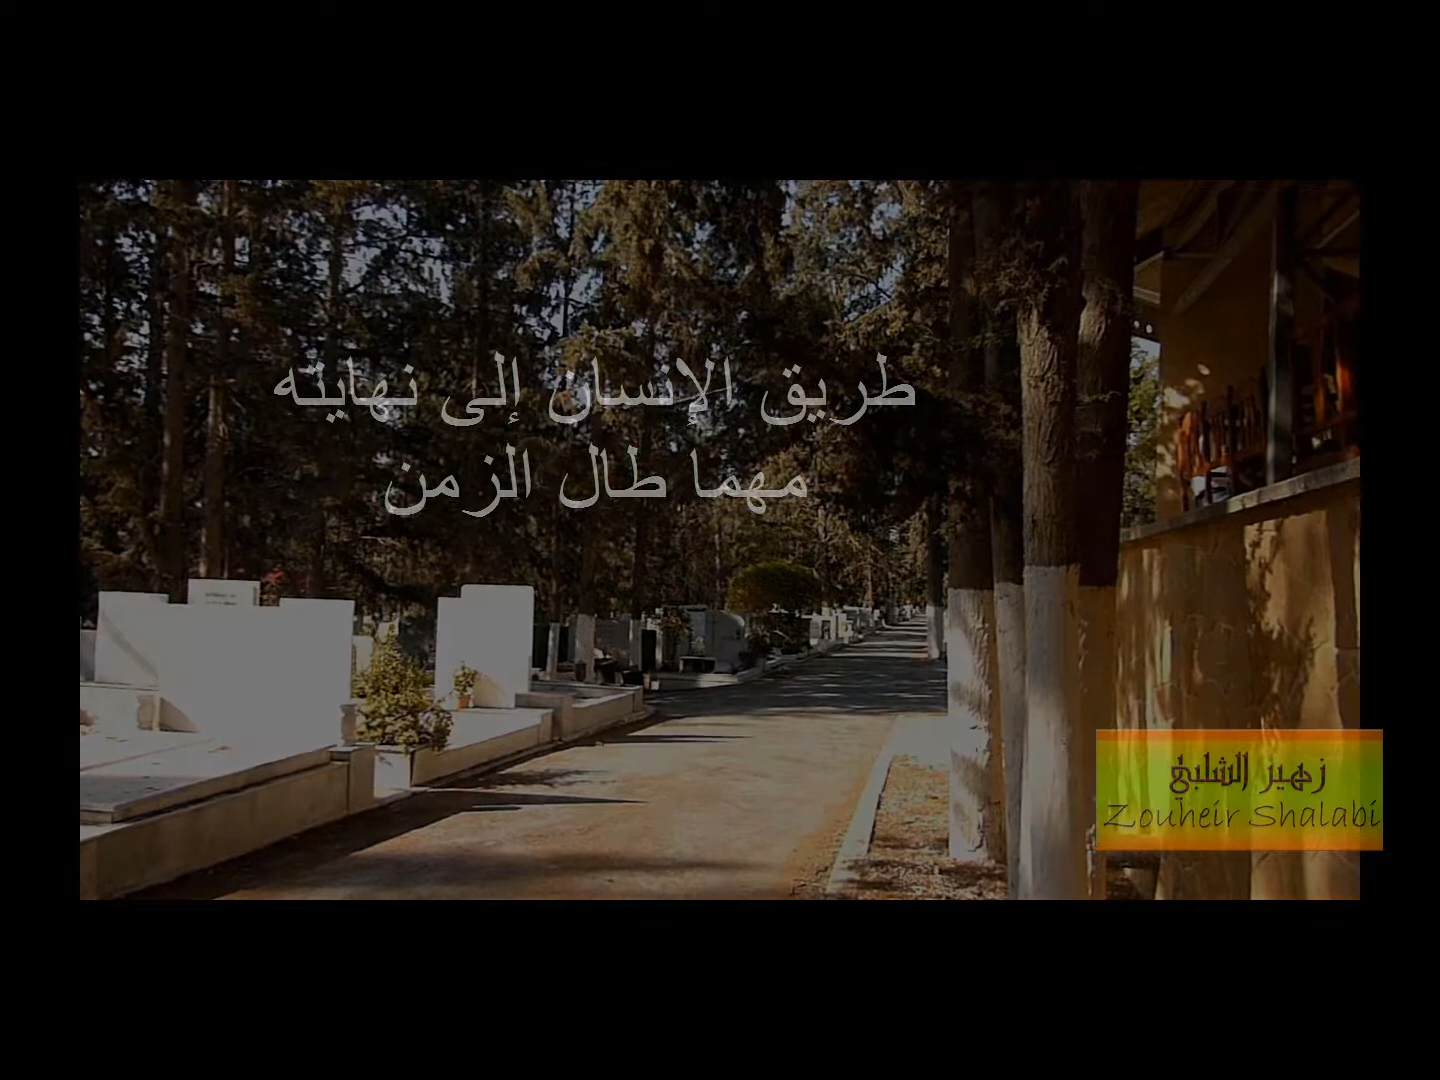 طريق الإنسان إلى نهايته
مهما طال الزمن
زهير الشلبي
Zouheir Shalabi